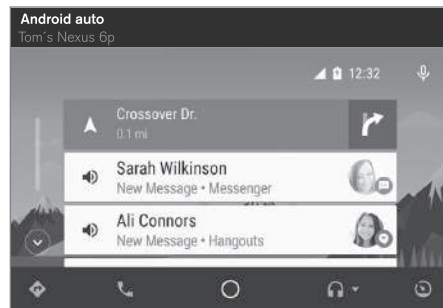 Android auto
Tom´s Nexus 6p
12:32
Crossover Dr.
0.1 mi
Sarah Wilkinson
New Message • Messenger
Ali Connors
New Message • Hangouts